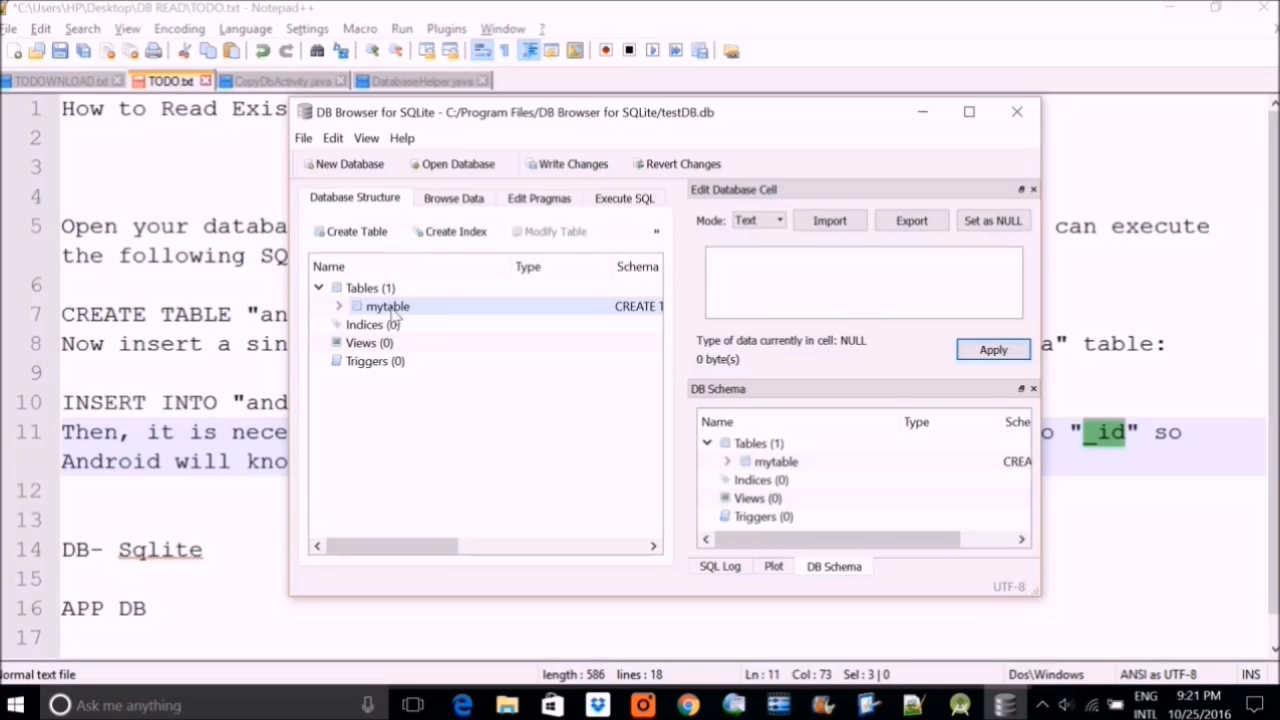 *C:\Users\HP\Desktop\DB READ\TODO.txt - Notepad++
File Edit Search View Encoding Language Settings Macro Run Plugins Window ?
TODOWNLOAD.txt TODO.txt CopyDbActivity.java DatabaseHelper.java
1 How to Read Exis
2
3
4
5 Open your databa can execute
the following SQ
6
7 CREATE TABLE "an
8 Now insert a sin a" table:
9
10 INSERT INTO "and
11 Then, it is nece o "_id" so
Android will kno
12
13
14 DB- Sqlite
15
16 APP DB
17
DB Browser for SQLite - C:/Program Files/DB Browser for SQLite/testDB.db
File Edit View Help
New Database Open Database Write Changes Revert Changes
Database Structure Browse Data Edit Pragmas Execute SQL
Create Table Create Index Modify Table »
Name Type Schema
Tables (1)
mytable CREATE T
Indices (0)
Views (0)
Triggers (0)
Edit Database Cell
Mode: Text Import Export Set as NULL
Type of data currently in cell: NULL
0 byte(s)
Apply
DB Schema
Name Type Sche
Tables (1)
mytable CREA
Indices (0)
Views (0)
Triggers (0)
SQL Log Plot DB Schema
UTF-8
Normal text file length : 586 lines : 18 Ln : 11 Col : 73 Sel : 3 | 0 Dos\Windows ANSI as UTF-8 INS
Ask me anything
ENG 9:21 PM
INTL 10/25/2016